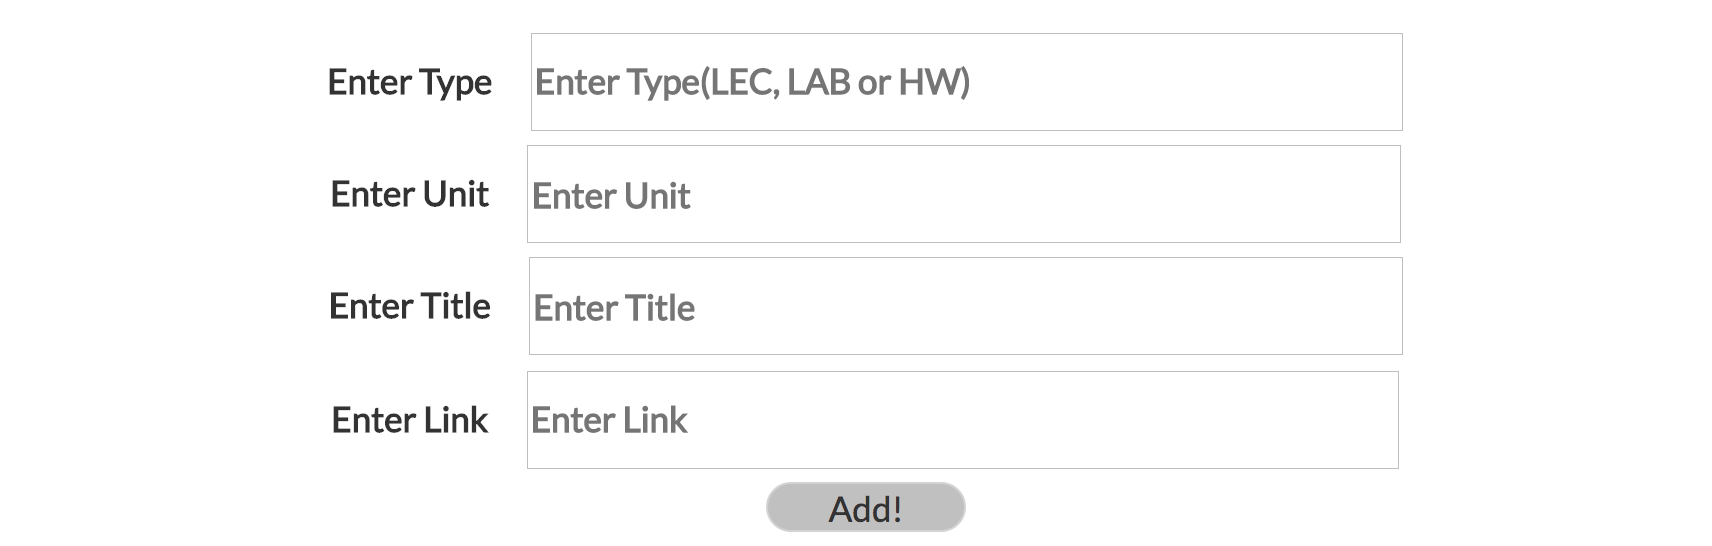 Enter Type
Enter Type(LEC, LAB or HW)
Enter Unit
Enter Unit
Enter Title
Enter Title
Enter Link
Enter Link
Add!